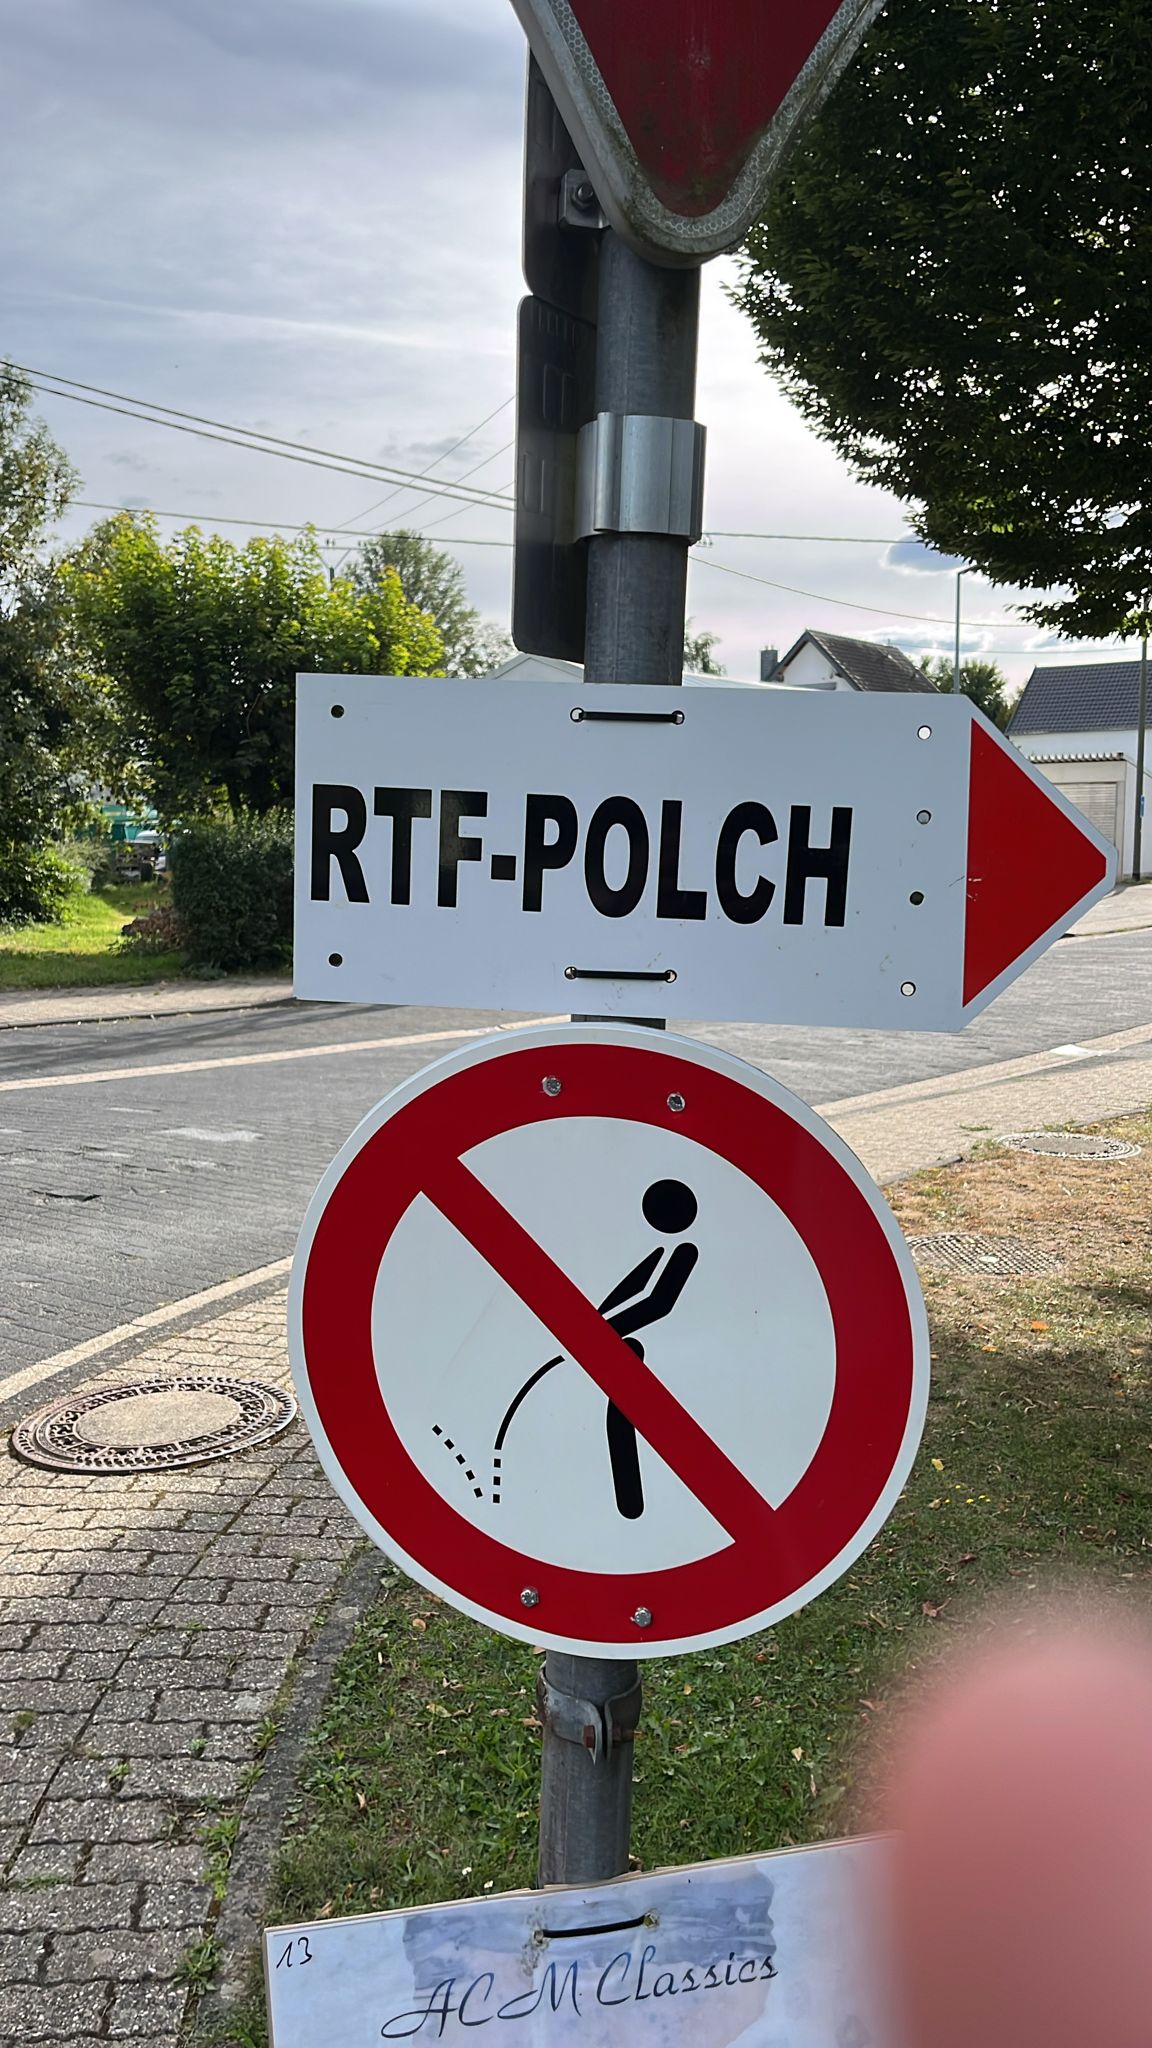 RTF-POLCH
13
ACM Classics